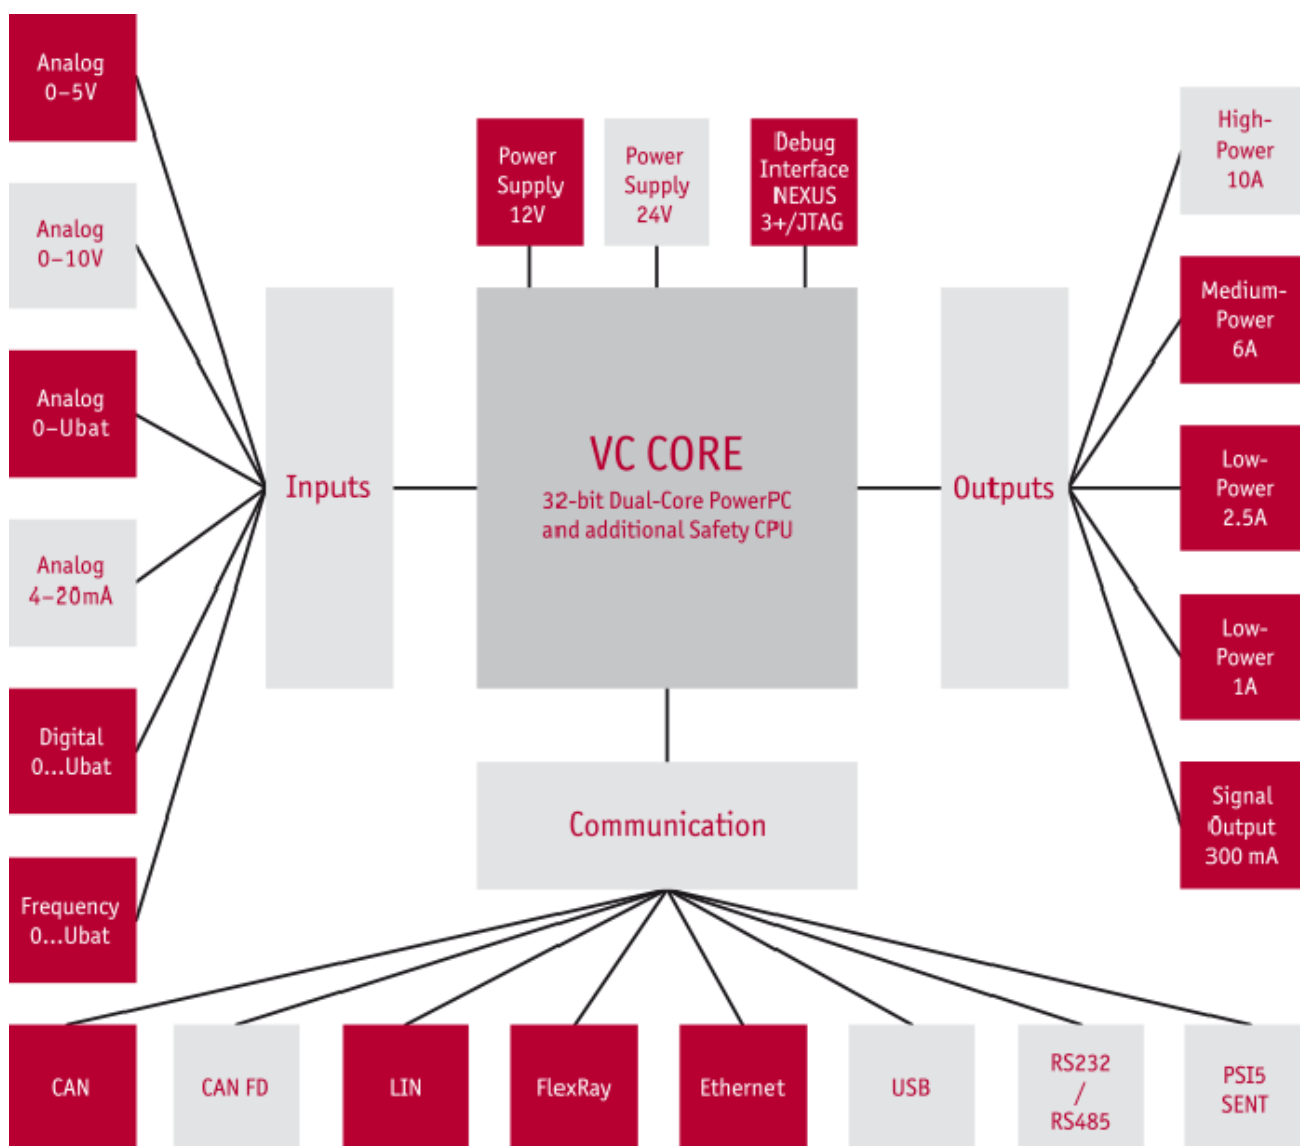 Analog
0–5V
Analog
0–10V
Analog
0–Ubat
Analog
4–20mA
Digital
0...Ubat
Frequency
0...Ubat
Inputs
Power
Supply
12V
Power
Supply
24V
Debug
Interface
NEXUS
3+/JTAG
VC CORE
32-bit Dual-Core PowerPC
and additional Safety CPU
Communication
Outputs
High-
Power
10A
Medium-
Power
6A
Low-
Power
2.5A
Low-
Power
1A
Signal
Output
300 mA
CAN
CAN FD
LIN
FlexRay
Ethernet
USB
RS232
/
RS485
PSI5
SENT